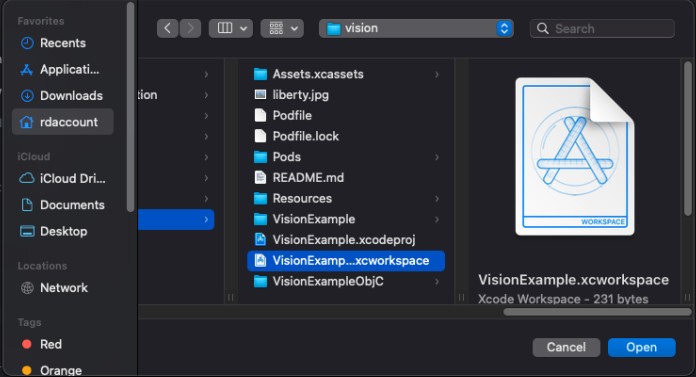 Favorites
Recents
Applicati...
Downloads
rdaccount
iCloud
iCloud Dri...
Documents
Desktop
Locations
Network
Tags
Red
Orange
vision
Search
tion
Assets.xcassets
liberty.jpg
Podfile
Podfile.lock
Pods
README.md
Resources
VisionExample
VisionExample.xcodeproj
VisionExamp...xcworkspace
VisionExampleObjC
WORKSPACE
VisionExample.xcworkspace
Xcode Workspace - 231 bytes
Cancel
Open